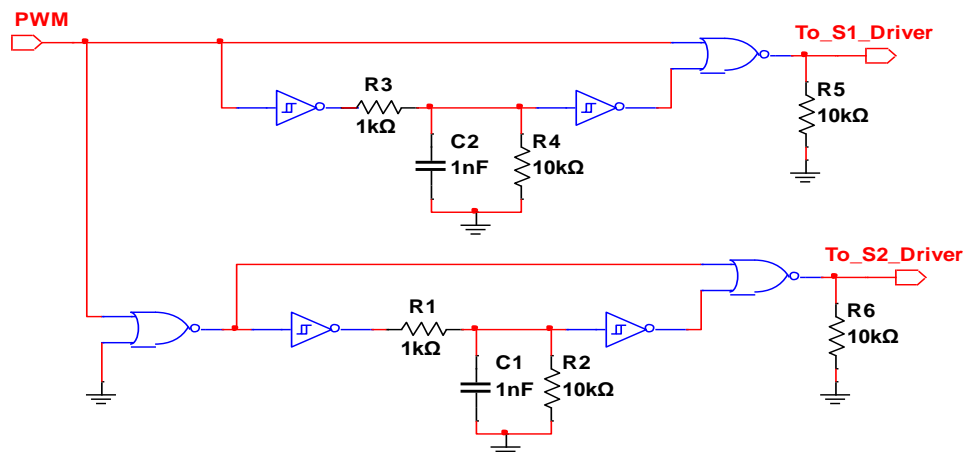 PWM
To_S1_Driver
R3
1kΩ
R5
10kΩ
C2
1nF
R4
10kΩ
To_S2_Driver
R1
1kΩ
R6
10kΩ
C1
1nF
R2
10kΩ